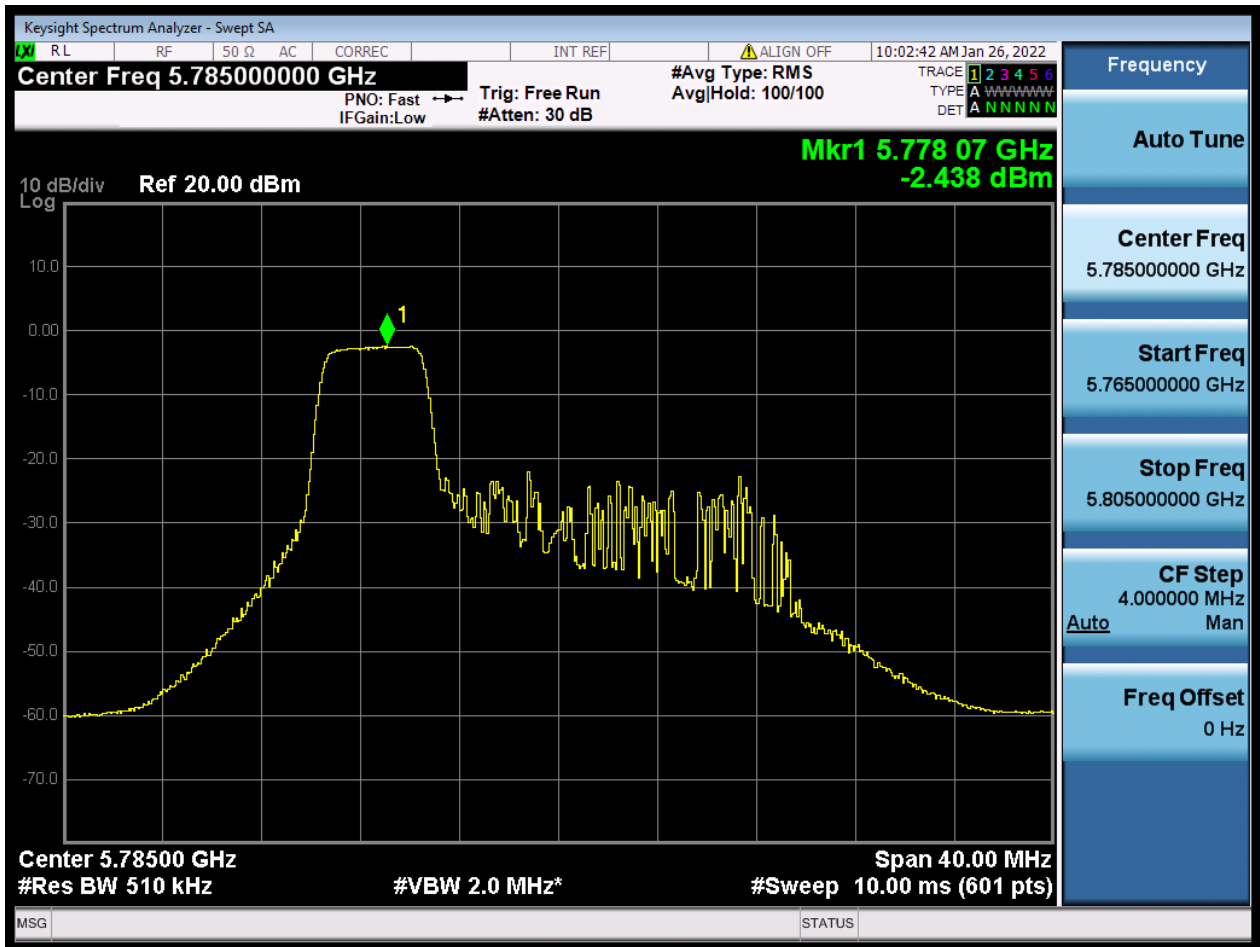 Keysight Spectrum Analyzer - Swept SA
LXI RL RF 50 Ω AC CORREC INT REF ALIGN OFF 10:02:42 AM Jan 26, 2022
Center Freq 5.785000000 GHz
PNO: Fast
IFGain:Low
Trig: Free Run
#Atten: 30 dB
#Avg Type: RMS
Avg|Hold: 100/100
TRACE 1 2 3 4 5 6
TYPE A WWWWW
DET A N N N N N
Mkr1 5.778 07 GHz
-2.438 dBm
10 dB/div Ref 20.00 dBm
Log
1
10.0
0.00
-10.0
-20.0
-30.0
-40.0
-50.0
-60.0
-70.0
Center 5.78500 GHz Span 40.00 MHz
#Res BW 510 kHz #VBW 2.0 MHz* #Sweep 10.00 ms (601 pts)
MSG STATUS
Frequency
Auto Tune
Center Freq
5.785000000 GHz
Start Freq
5.765000000 GHz
Stop Freq
5.805000000 GHz
CF Step
4.000000 MHz
Auto Man
Freq Offset
0 Hz